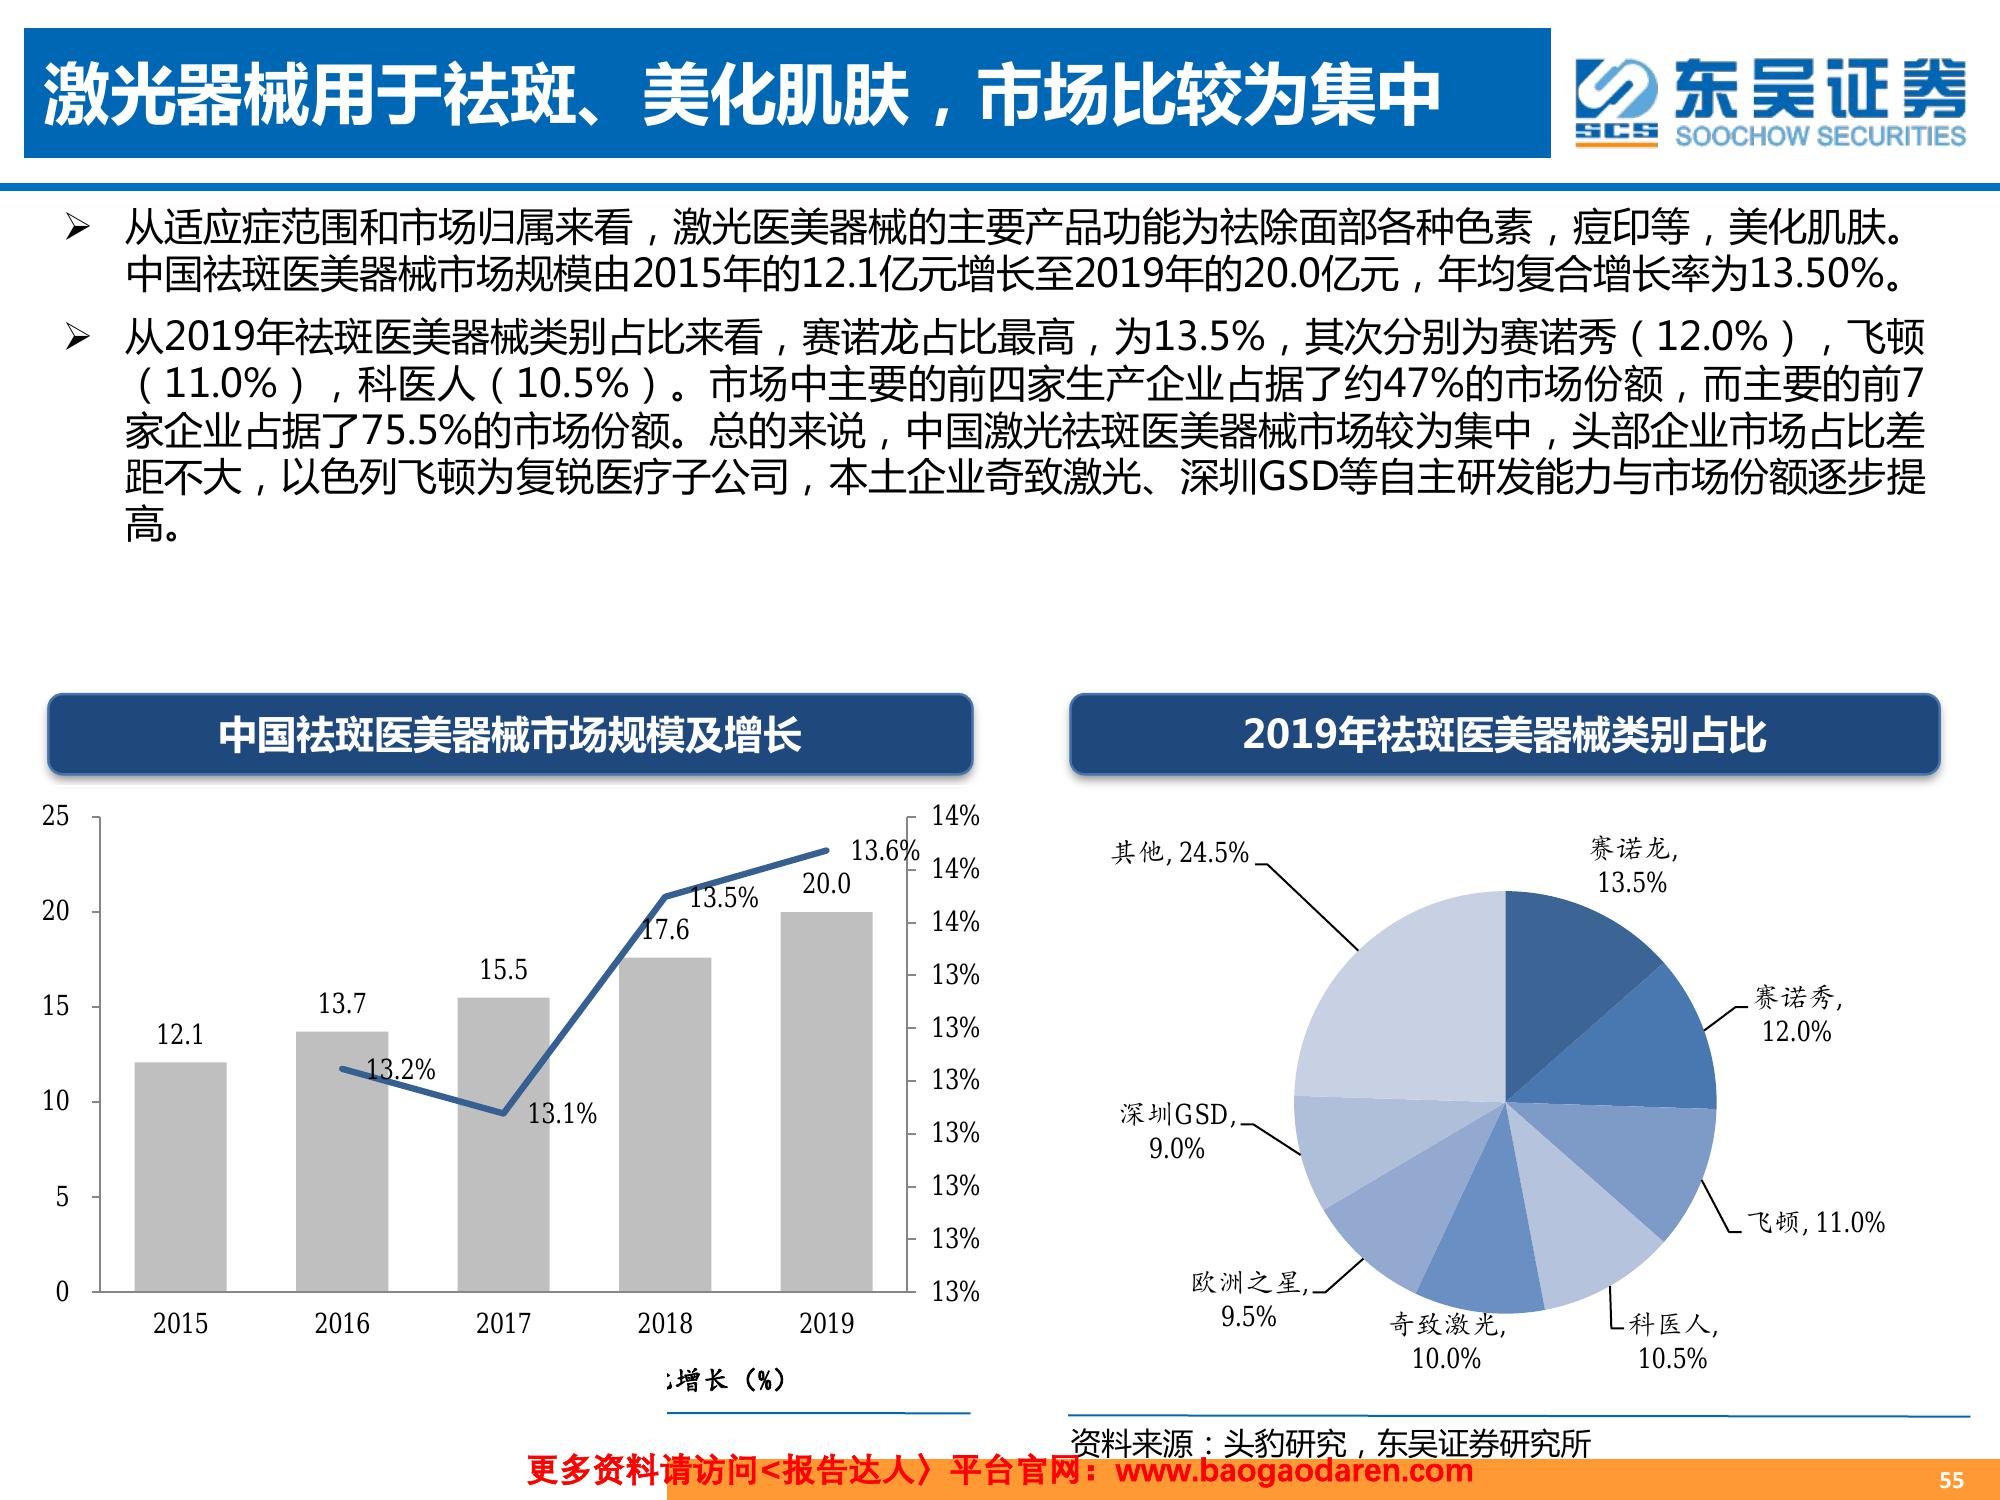 激光器械用于祛斑、美化肌肤，市场比较为集中
东吴证券
SCS
SOOCHOW SECURITIES
从适应症范围和市场归属来看，激光医美器械的主要产品功能为祛除面部各种色素，痘印等，美化肌肤。
中国祛斑医美器械市场规模由2015年的12.1亿元增长至2019年的20.0亿元，年均复合增长率为13.50%。
从2019年祛斑医美器械类别占比来看，赛诺龙占比最高，为13.5%，其次分别为赛诺秀（12.0%），飞顿
（11.0%），科医人（10.5%）。市场中主要的前四家生产企业占据了约47%的市场份额，而主要的前7
家企业占据了75.5%的市场份额。总的来说，中国激光祛斑医美器械市场较为集中，头部企业市场占比差
距不大，以色列飞顿为复锐医疗子公司，本土企业奇致激光、深圳GSD等自主研发能力与市场份额逐步提
高。
中国祛斑医美器械市场规模及增长
25
20
15
10
5
0
12.1
13.7
15.5
17.6
20.0
13.2%
13.1%
13.5%
13.6%
14%
14%
14%
13%
13%
13%
13%
13%
13%
13%
2015
2016
2017
2018
2019
增长（%）
2019年祛斑医美器械类别占比
其他, 24.5%
赛诺龙,
13.5%
赛诺秀,
12.0%
飞顿, 11.0%
科医人,
10.5%
奇致激光,
10.0%
欧洲之星,
9.5%
深圳GSD,
9.0%
资料来源：头豹研究，东吴证券研究所
更多资料请访问<报告达人〉平台官网：www.baogaodaren.com
55